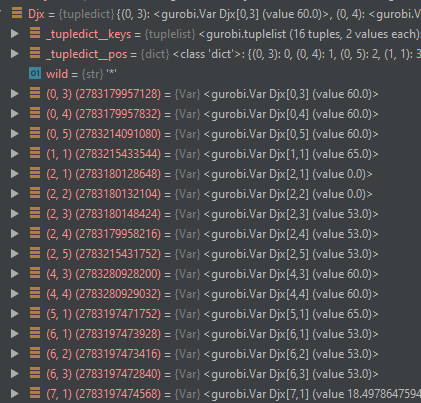 Djx = {tupledict} {(0, 3): <gurobi.Var Djx[0,3] (value 60.0)>, (0, 4): <gurobi.V
_tupledict__keys = {tuplelist} <gurobi.tuplelist (16 tuples, 2 values each):
_tupledict__pos = {dict} <class 'dict'>: {(0, 3): 0, (0, 4): 1, (0, 5): 2, (1, 1): 3
01 wild = {str} '*'
(0, 3) (2783179957128) = {Var} <gurobi.Var Djx[0,3] (value 60.0)>
(0, 4) (2783179957832) = {Var} <gurobi.Var Djx[0,4] (value 60.0)>
(0, 5) (2783214091080) = {Var} <gurobi.Var Djx[0,5] (value 60.0)>
(1, 1) (2783215433544) = {Var} <gurobi.Var Djx[1,1] (value 65.0)>
(2, 1) (2783180128648) = {Var} <gurobi.Var Djx[2,1] (value 0.0)>
(2, 2) (2783180132104) = {Var} <gurobi.Var Djx[2,2] (value 0.0)>
(2, 3) (2783180148424) = {Var} <gurobi.Var Djx[2,3] (value 53.0)>
(2, 4) (2783179958216) = {Var} <gurobi.Var Djx[2,4] (value 53.0)>
(2, 5) (2783215431752) = {Var} <gurobi.Var Djx[2,5] (value 53.0)>
(4, 3) (2783280928200) = {Var} <gurobi.Var Djx[4,3] (value 60.0)>
(4, 4) (2783280929032) = {Var} <gurobi.Var Djx[4,4] (value 60.0)>
(5, 1) (2783197471752) = {Var} <gurobi.Var Djx[5,1] (value 65.0)>
(6, 1) (2783197473928) = {Var} <gurobi.Var Djx[6,1] (value 53.0)>
(6, 2) (2783197473416) = {Var} <gurobi.Var Djx[6,2] (value 53.0)>
(6, 3) (2783197472840) = {Var} <gurobi.Var Djx[6,3] (value 53.0)>
(7, 1) (2783197474568) = {Var} <gurobi.Var Djx[7,1] (value 18.4978647594